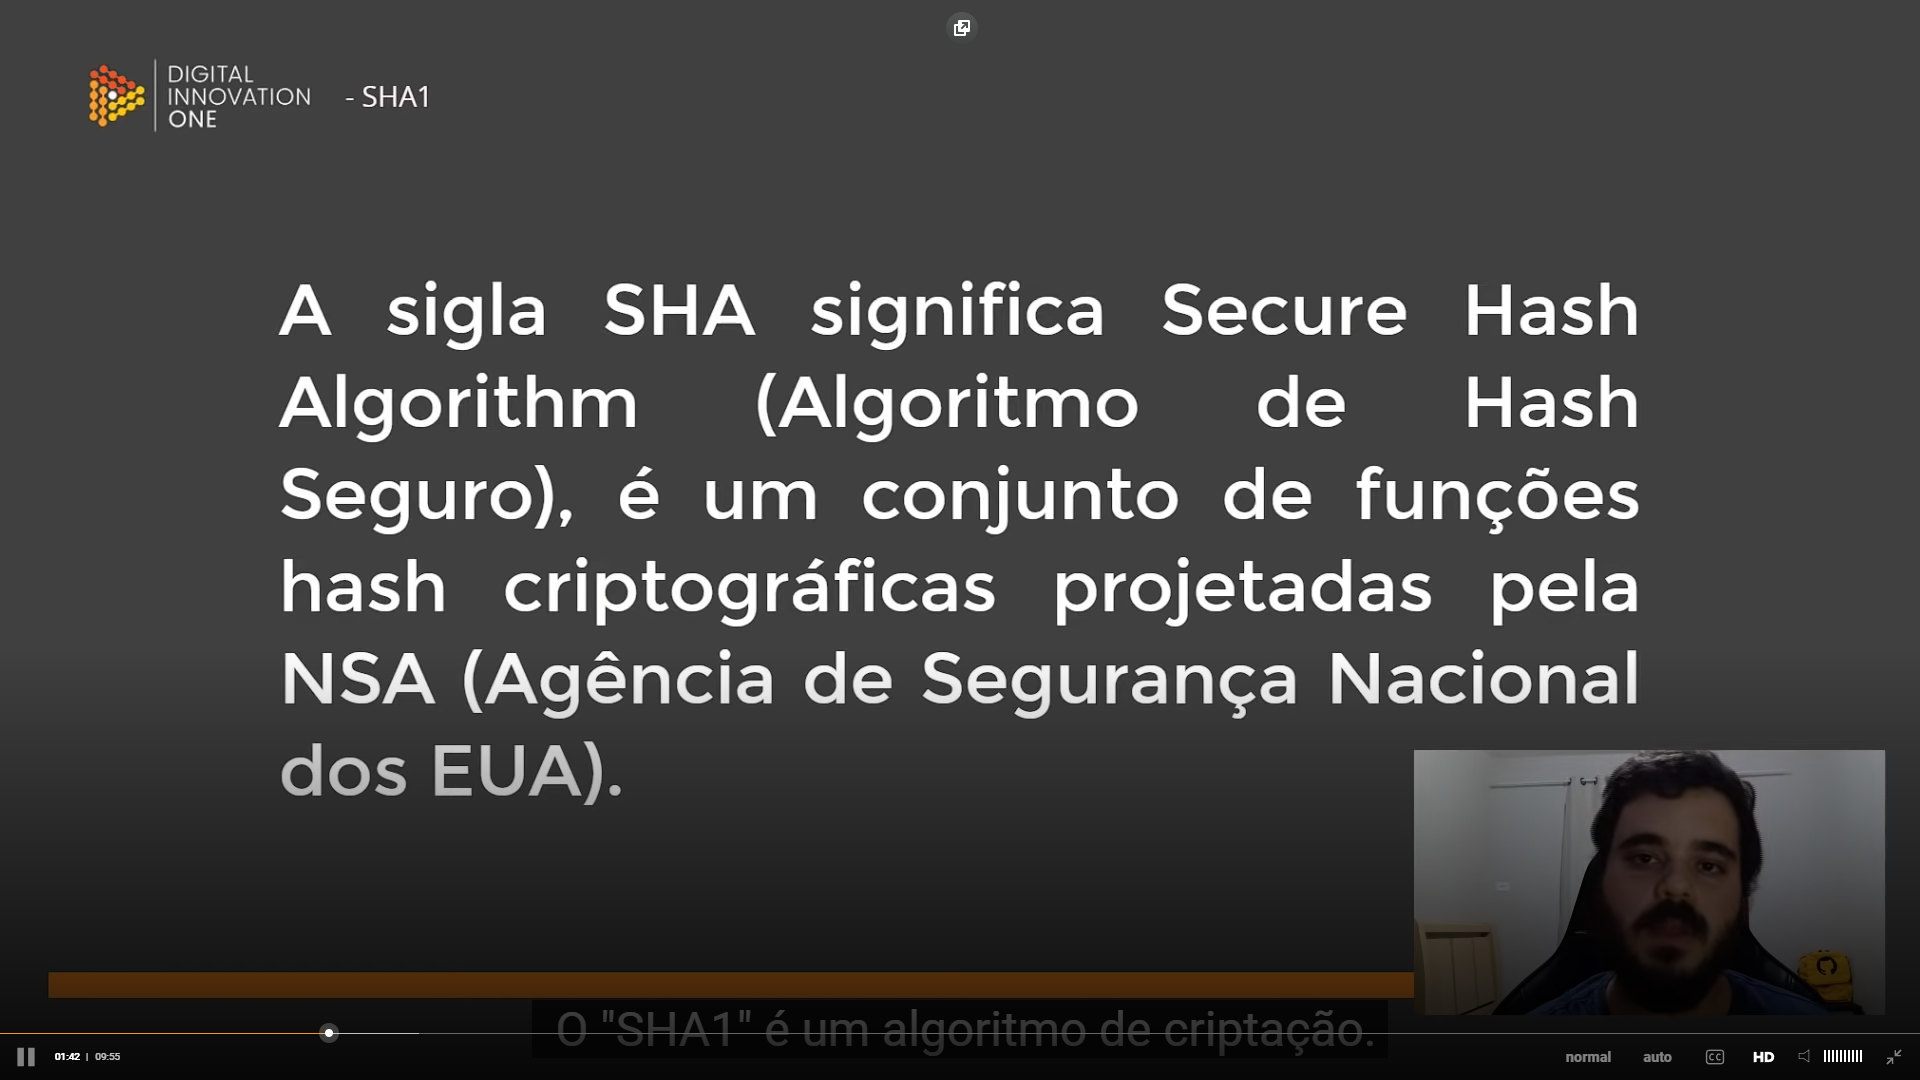 DIGITAL
INNOVATION
ONE
- SHA1
A sigla SHA significa Secure Hash
Algorithm (Algoritmo de Hash
Seguro), é um conjunto de funções
hash criptográficas projetadas pela
NSA (Agência de Segurança Nacional
dos EUA).
O "SHA1" é um algoritmo de criptação.
01:42 | 09:55
normal auto CC HD